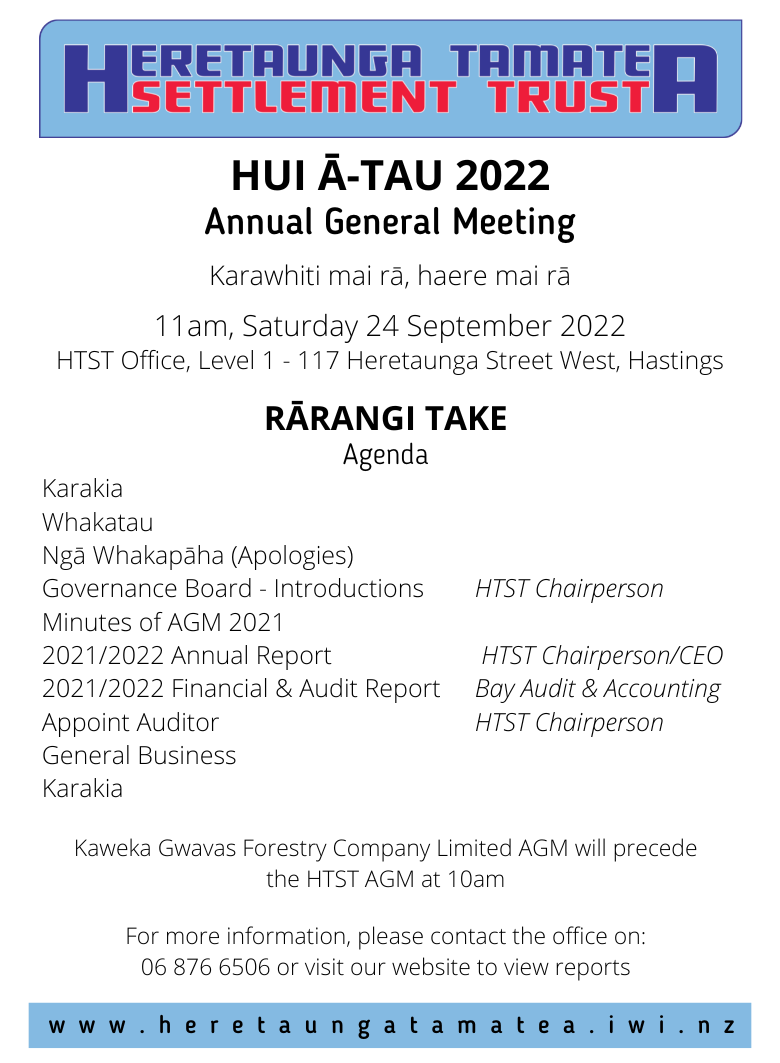 HERETAUNGA TAMATEA
SETTLEMENT TRUST
HUI Ā-TAU 2022
Annual General Meeting
Karawhiti mai rā, haere mai rā
11am, Saturday 24 September 2022
HTST Office, Level 1 - 117 Heretaunga Street West, Hastings
RĀRANGI TAKE
Agenda
Karakia
Whakatau
Ngā Whakapāha (Apologies)
Governance Board - Introductions HTST Chairperson
Minutes of AGM 2021
2021/2022 Annual Report HTST Chairperson/CEO
2021/2022 Financial & Audit Report Bay Audit & Accounting
Appoint Auditor HTST Chairperson
General Business
Karakia
Kaweka Gwavas Forestry Company Limited AGM will precede
the HTST AGM at 10am
For more information, please contact the office on:
06 876 6506 or visit our website to view reports
www.heretaungatamatea.iwi.nz